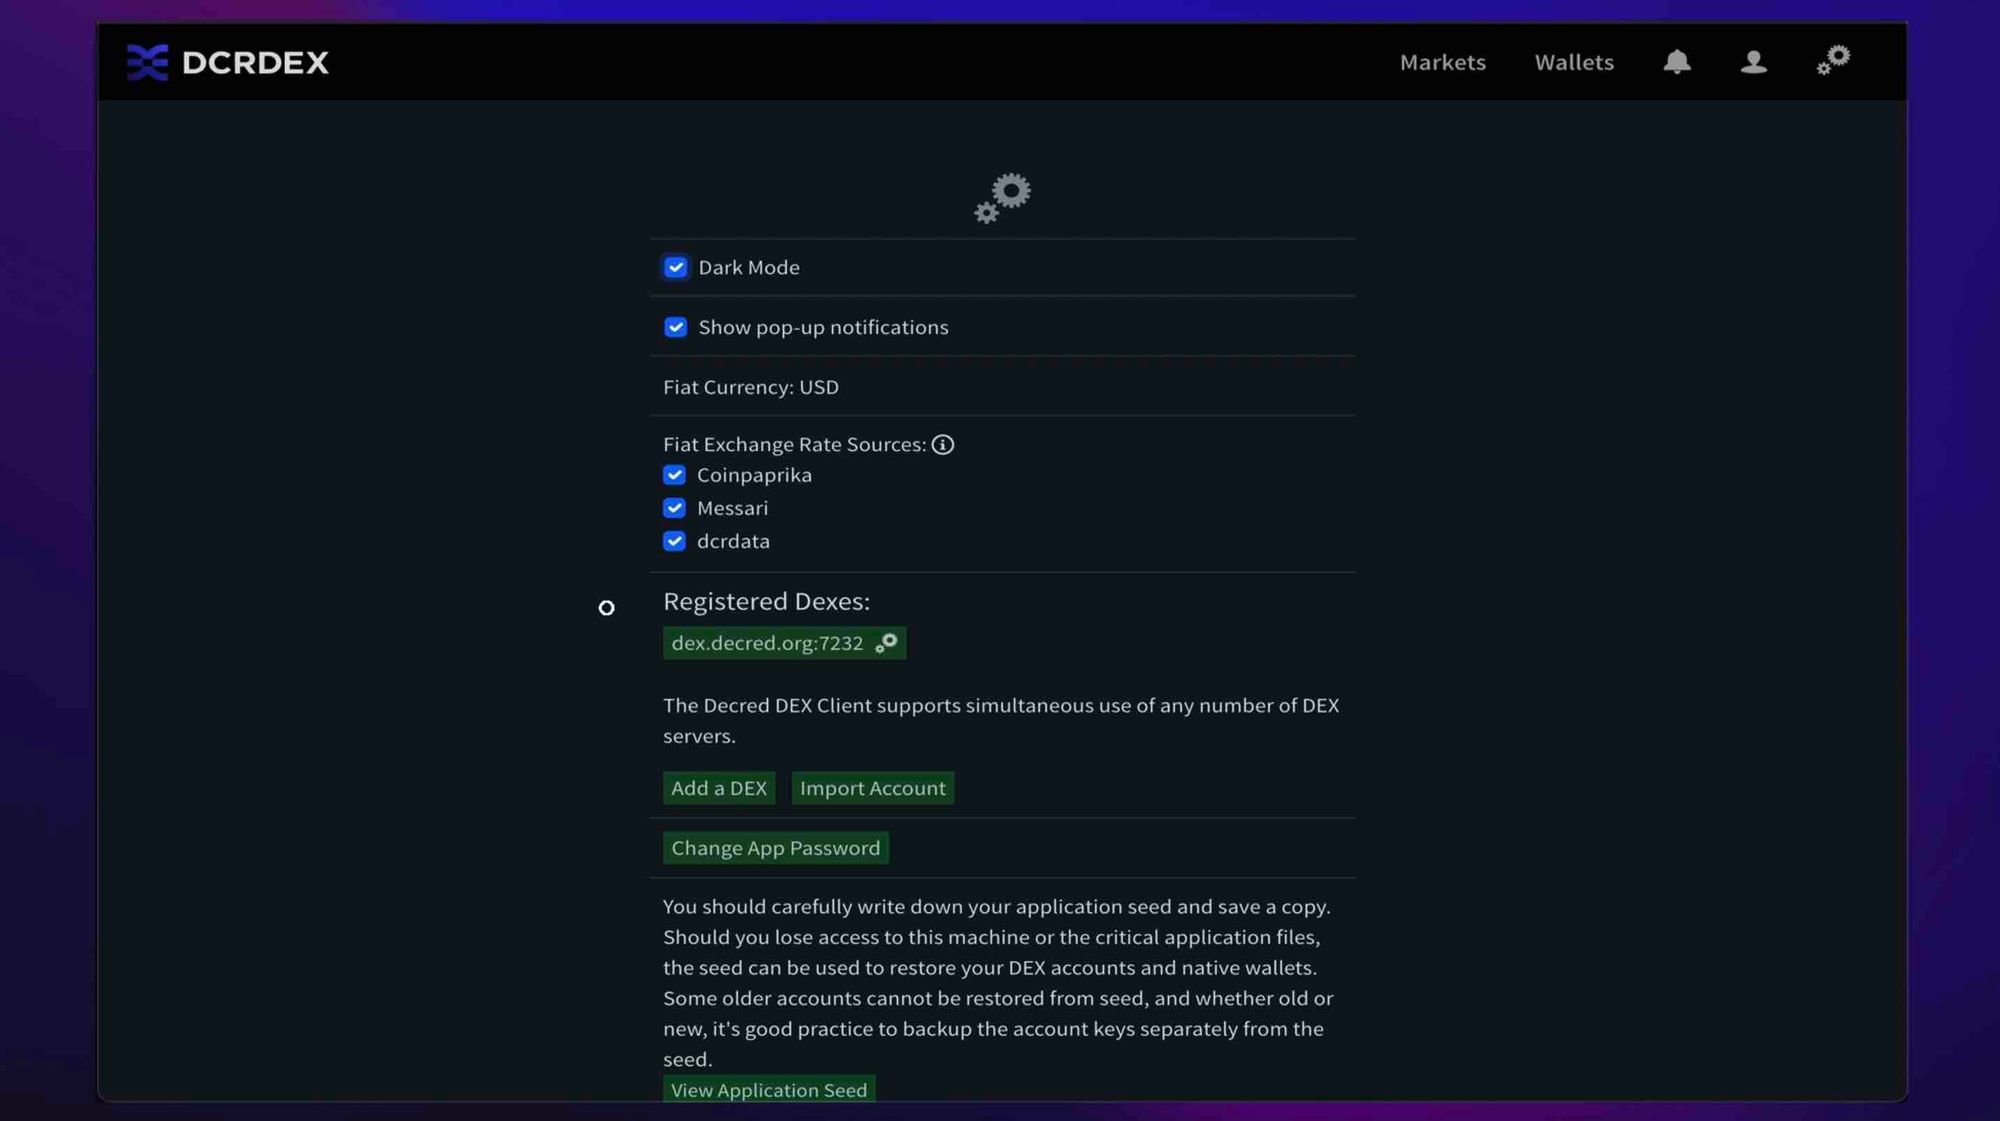 DCRDEX
Markets
Wallets
Dark Mode
Show pop-up notifications
Fiat Currency: USD
Fiat Exchange Rate Sources:
Coinpaprika
Messari
dcrdata
Registered Dexes:
dex.decred.org:7232
The Decred DEX Client supports simultaneous use of any number of DEX
servers.
Add a DEX
Import Account
Change App Password
You should carefully write down your application seed and save a copy.
Should you lose access to this machine or the critical application files,
the seed can be used to restore your DEX accounts and native wallets.
Some older accounts cannot be restored from seed, and whether old or
new, it's good practice to backup the account keys separately from the
seed.
View Application Seed